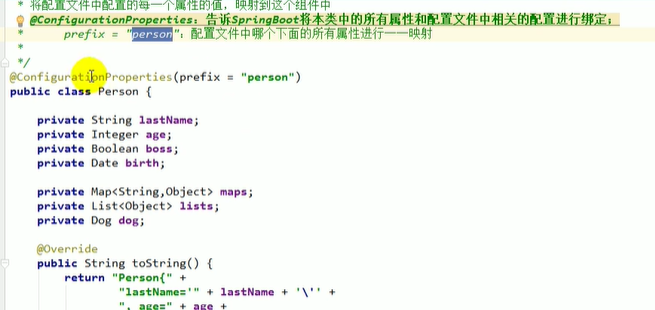 * 将配置文件中配置的每一个属性的值，映射到这个组件中
* @ConfigurationProperties：告诉SpringBoot将本类中的所有属性和配置文件中相关的配置进行绑定；
*      prefix = "person"：配置文件中哪个下面的所有属性进行一一映射
*
*/
@ConfigurationProperties(prefix = "person")
public class Person {
private String lastName;
private Integer age;
private Boolean boss;
private Date birth;
private Map<String,Object> maps;
private List<Object> lists;
private Dog dog;
@Override
public String toString() {
return "Person{" +
"lastName='" + lastName + '\'' +
", age=" + age +